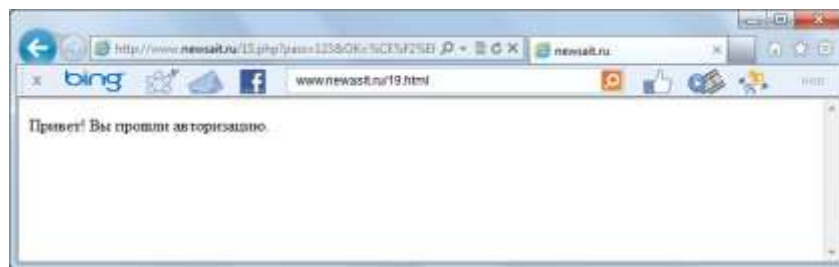 http://www.newsait.ru/15.php?pass=123&OK=%CE%F2%EF
newsait.ru
x bing www.newasit.ru/19.html
Привет! Вы прошли авторизацию.